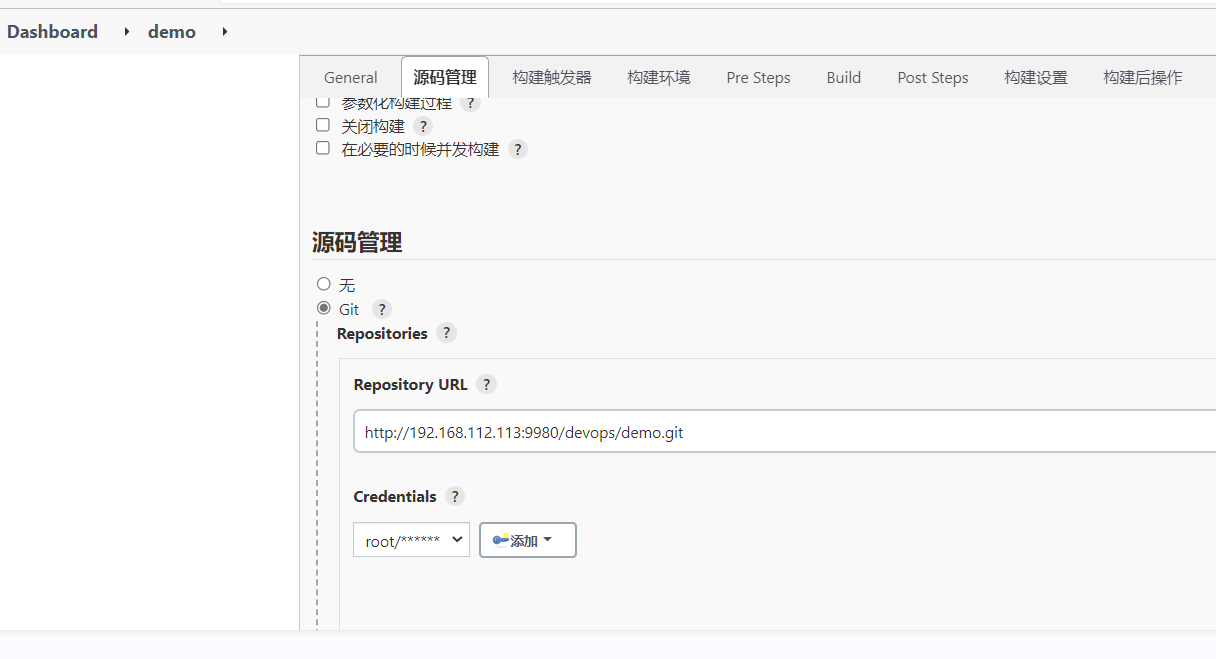 Dashboard demo
General 源码管理 构建触发器 构建环境 Pre Steps Build Post Steps 构建设置 构建后操作
参数化构建过程 ?
关闭构建 ?
在必要的时候并发构建 ?
源码管理
无
Git ?
Repositories ?
Repository URL ?
http://192.168.112.113:9980/devops/demo.git
Credentials ?
root/****** 添加